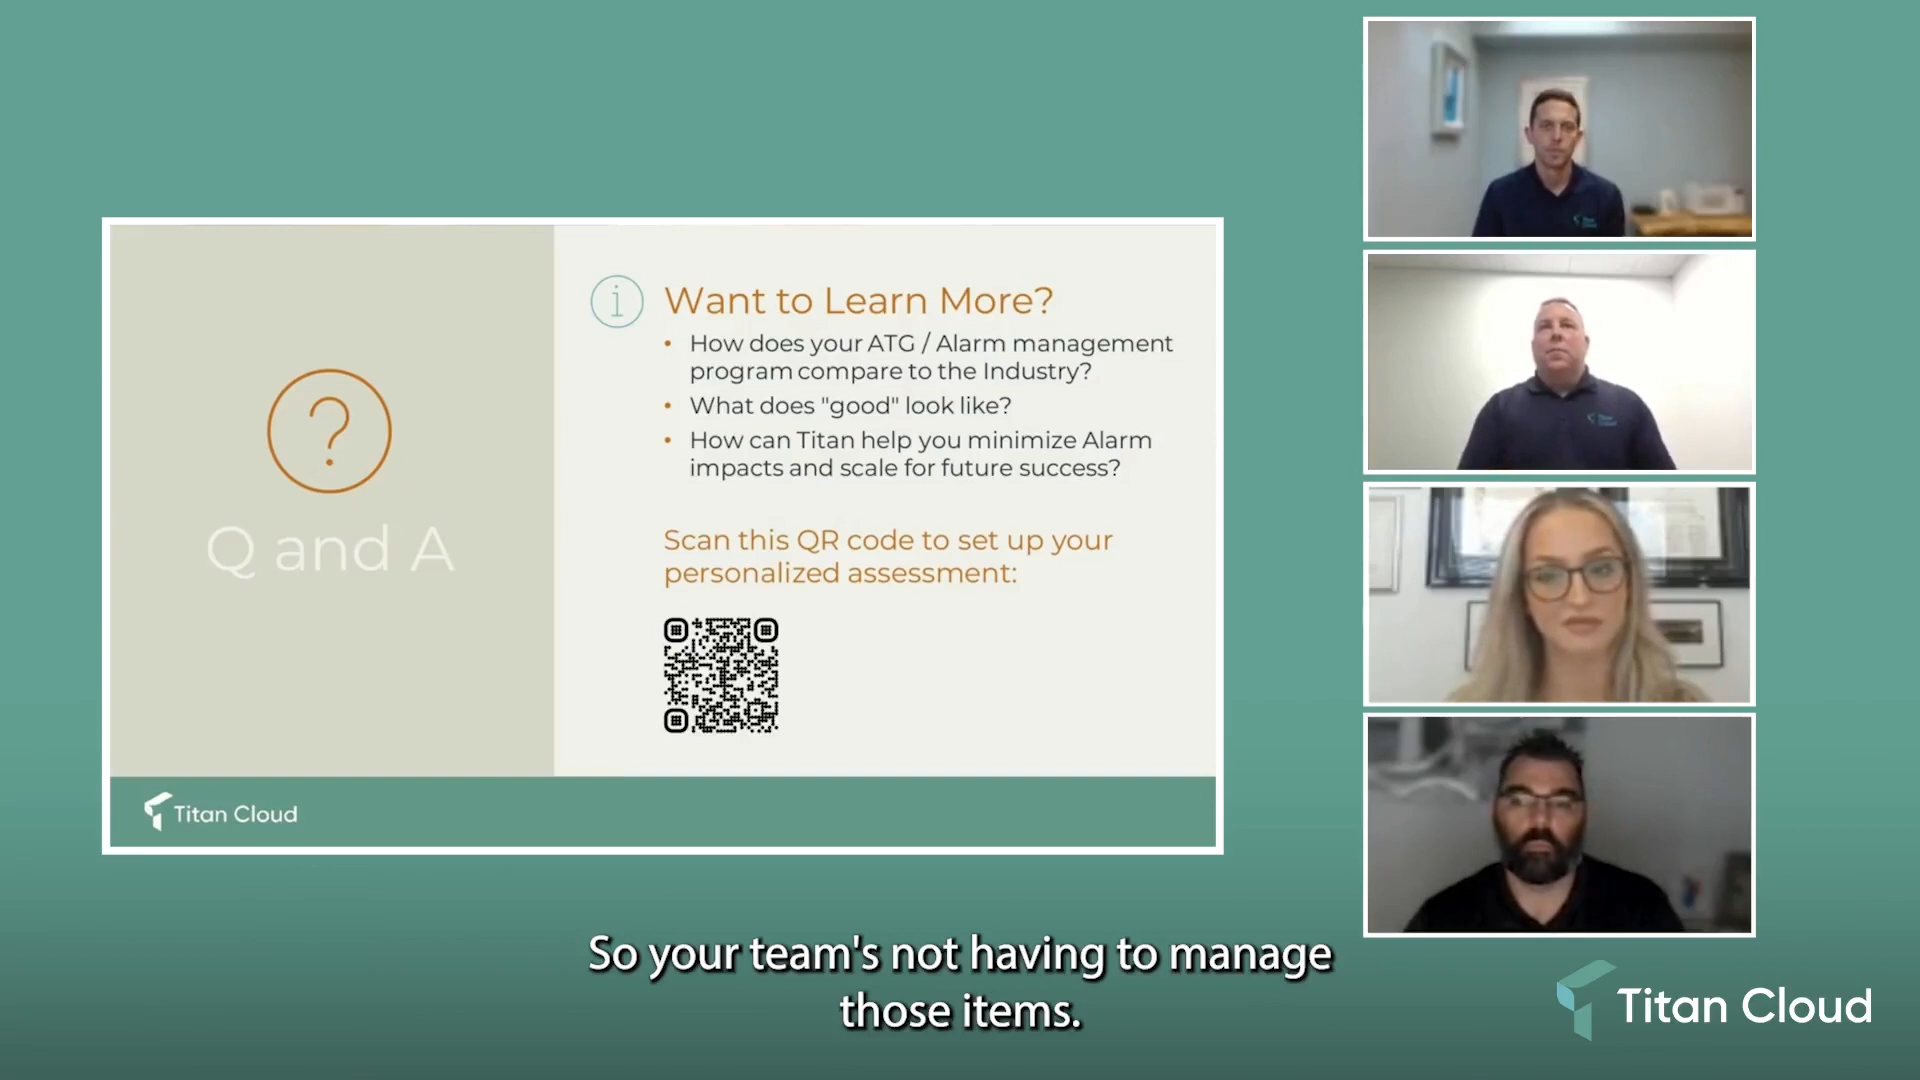 Want to Learn More?
• How does your ATG / Alarm management
program compare to the Industry?
• What does "good" look like?
• How can Titan help you minimize Alarm
impacts and scale for future success?
?
Q and A
Scan this QR code to set up your
personalized assessment:
Titan Cloud
So your team's not having to manage
those items.
Titan Cloud
Titan
Cloud